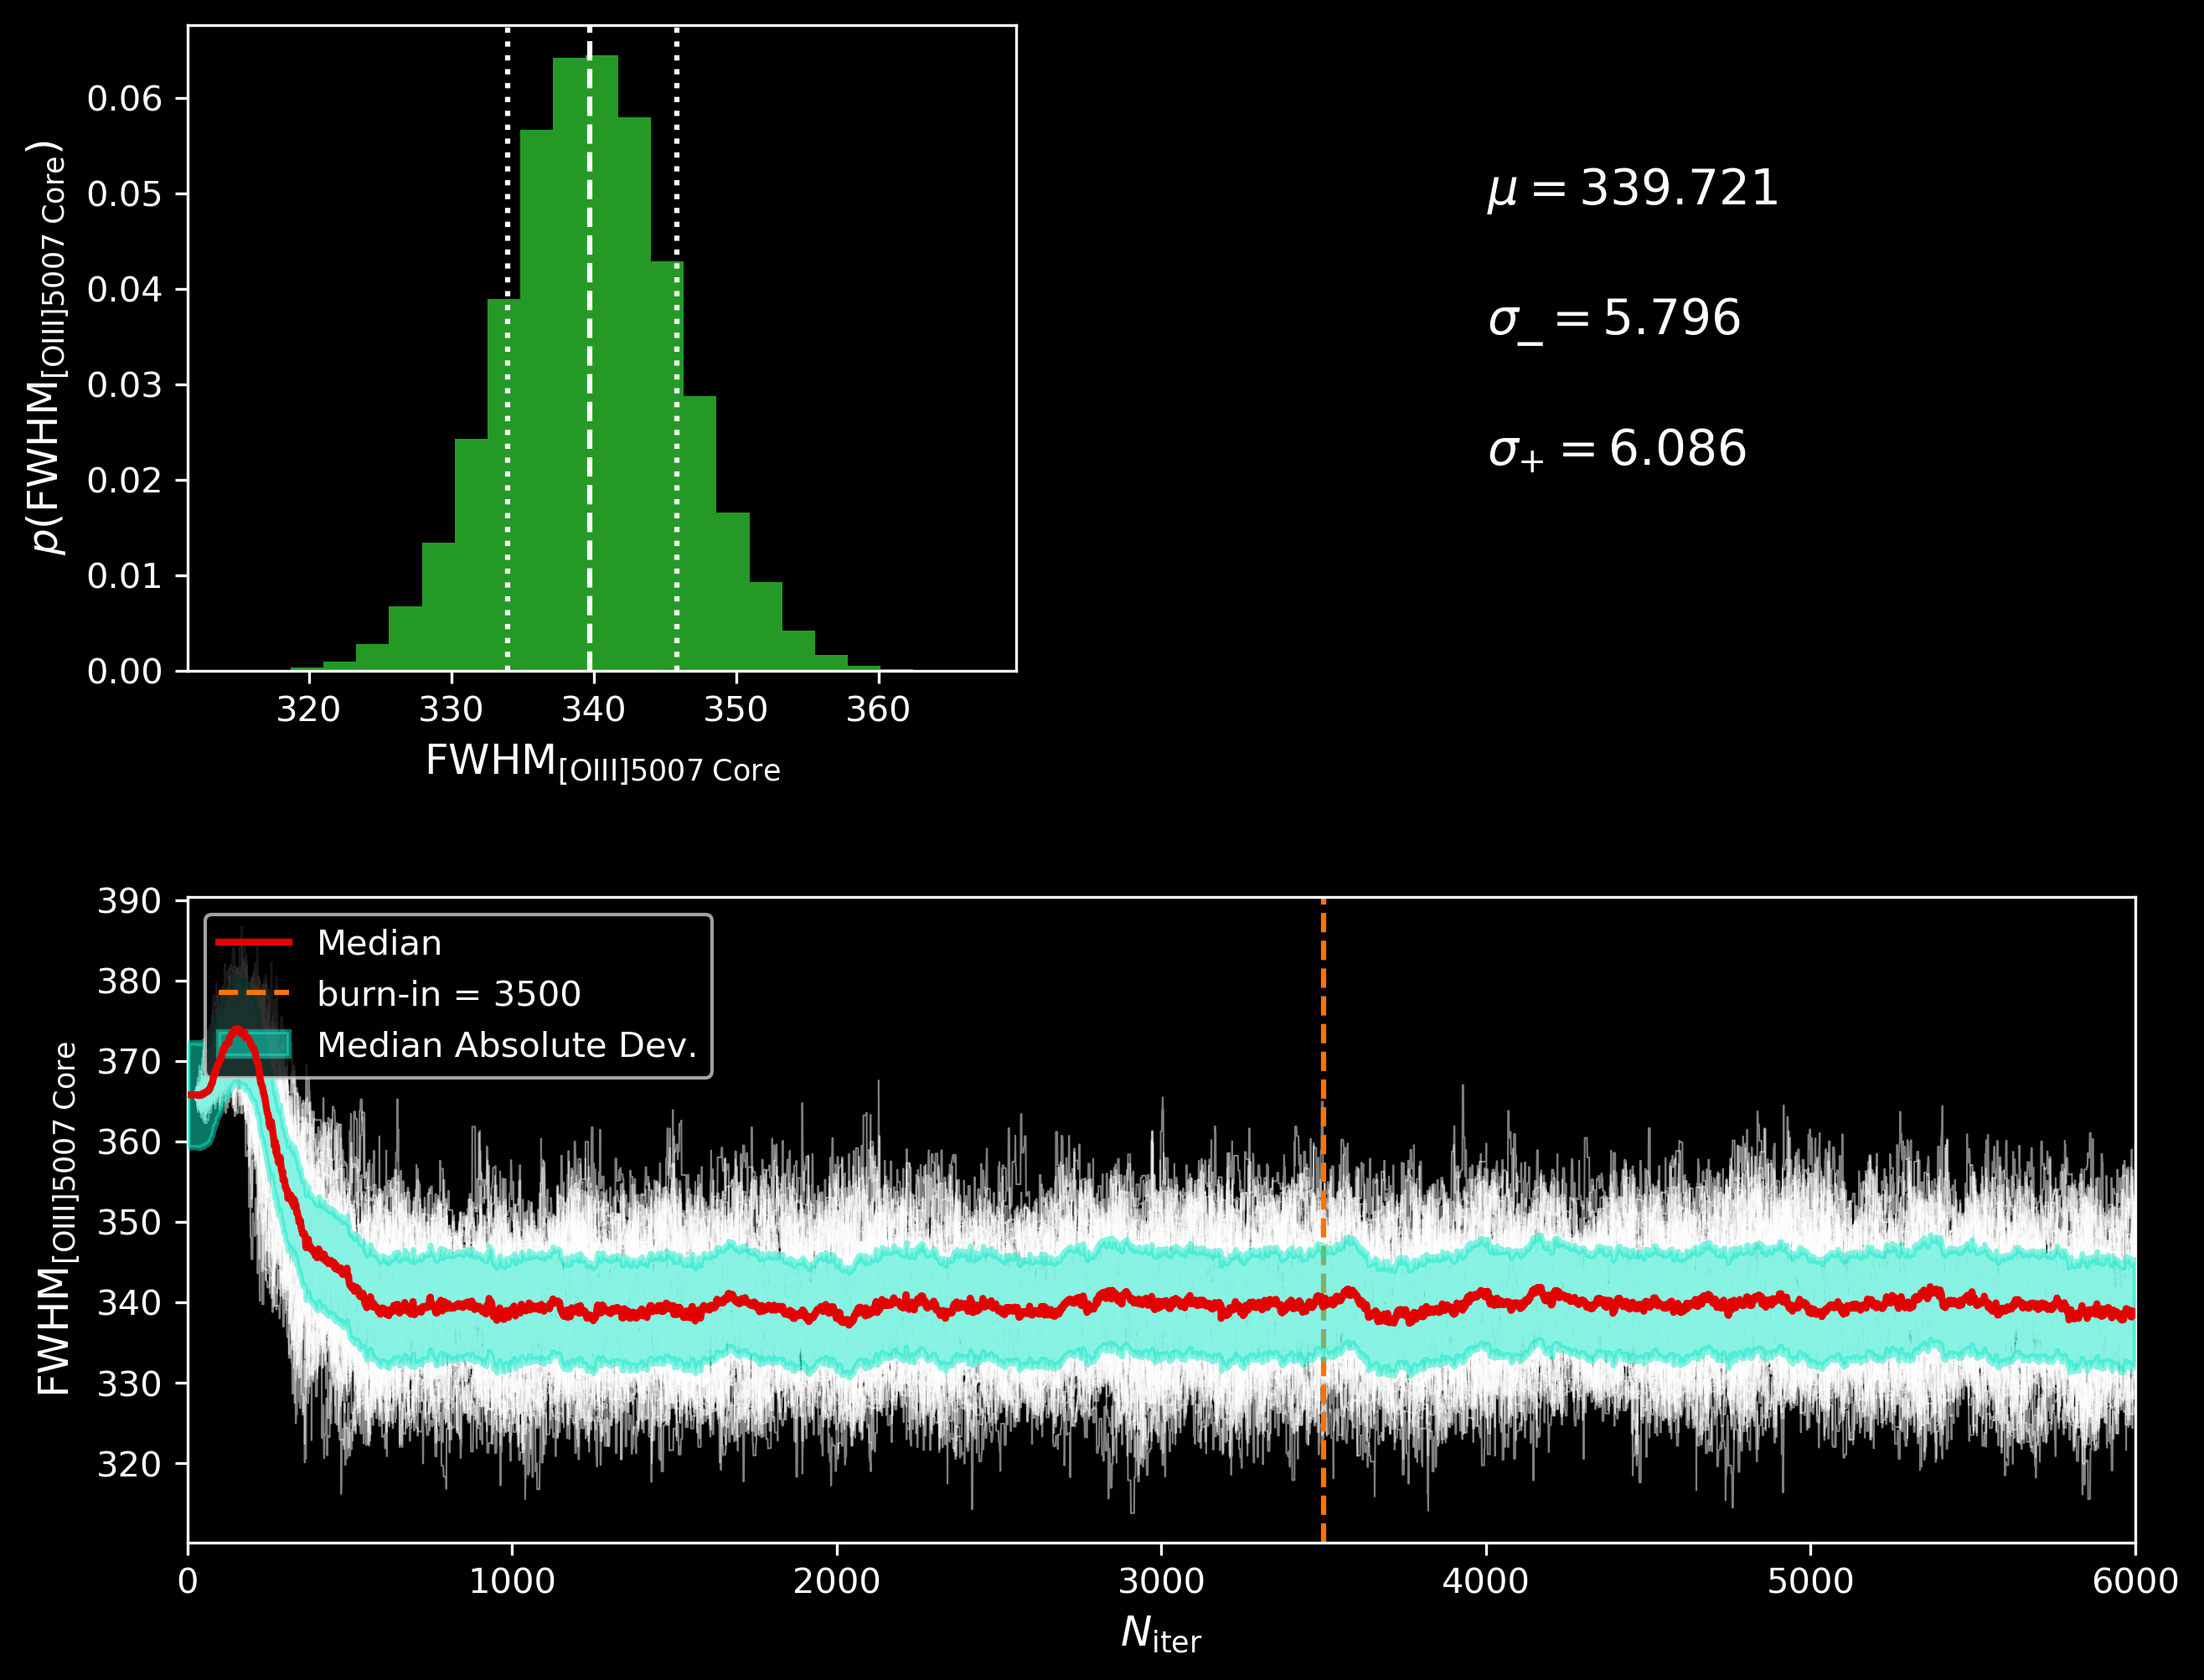 0.06
0.05
0.04
0.03
0.02
0.01
0.00
p(FWHM[OIII]5007 Core)
320 330 340 350 360
FWHM[OIII]5007 Core
μ = 339.721
σ− = 5.796
σ+ = 6.086
390
380
370
360
350
340
330
320
FWHM[OIII]5007 Core
Median
burn-in = 3500
Median Absolute Dev.
0 1000 2000 3000 4000 5000 6000
Niter